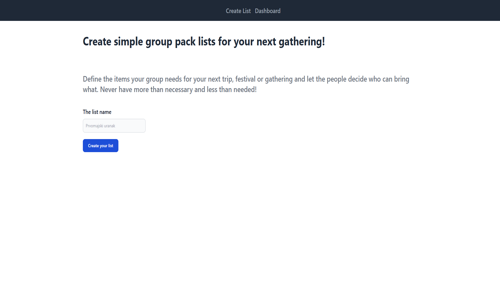 Create List Dashboard
Create simple group pack lists for your next gathering!
Define the items your group needs for your next trip, festival or gathering and let the people decide who can bring
what. Never have more than necessary and less than needed!
The list name
Create your list